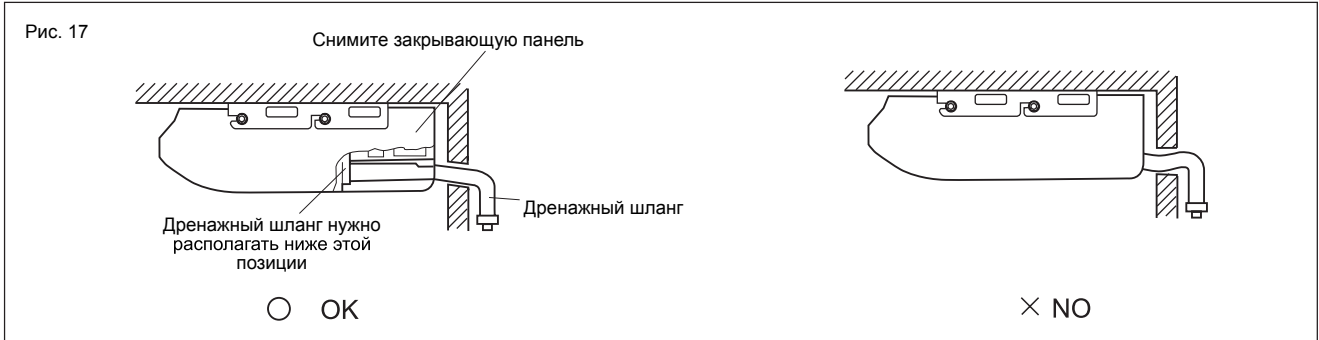 Рис. 17
Снимите закрывающую панель
Дренажный шланг
Дренажный шланг нужно
располагать ниже этой
позиции
○ OK
× NO